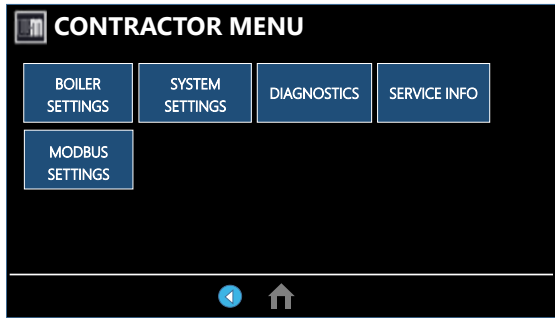 CONTRACTOR MENU
BOILER
SETTINGS
SYSTEM
SETTINGS
DIAGNOSTICS
SERVICE INFO
MODBUS
SETTINGS